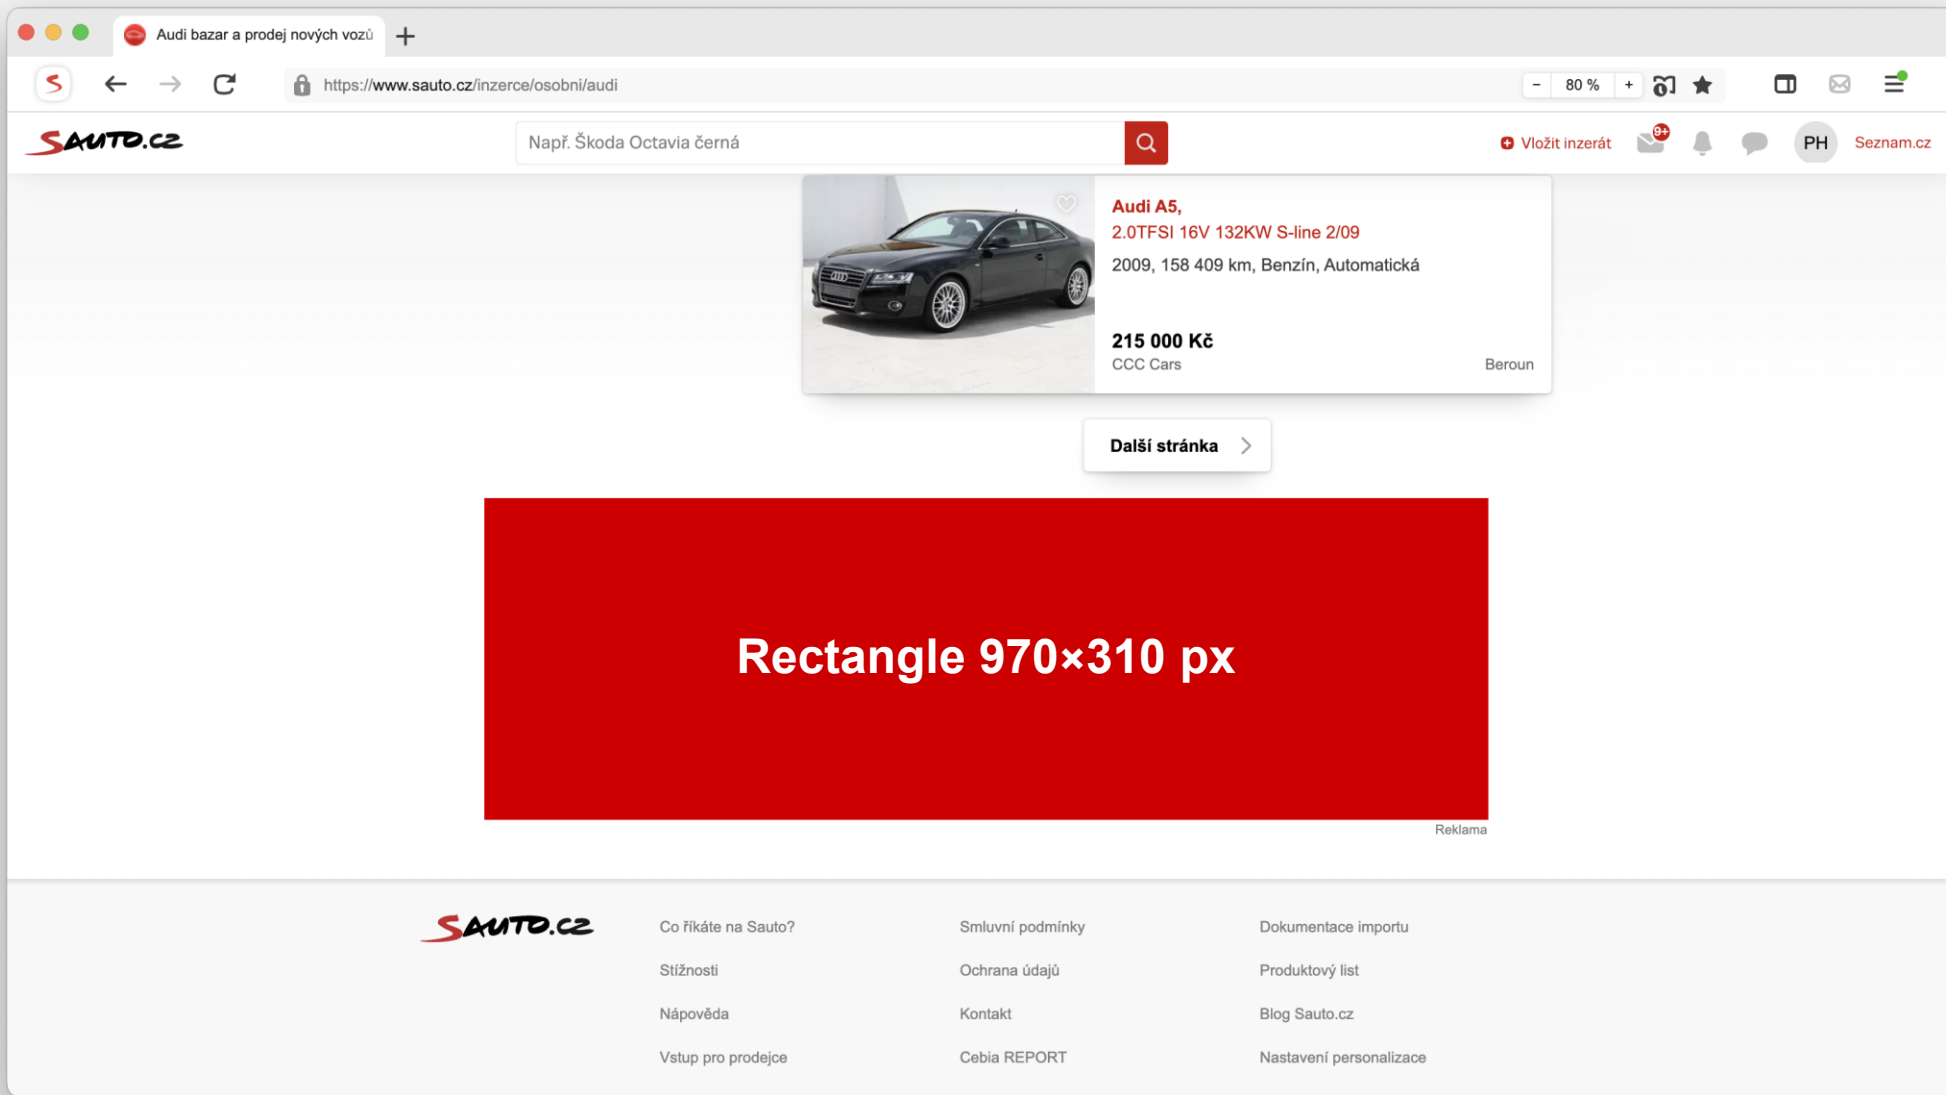 Audi bazar a prodej nových vozů
https://www.sauto.cz/inzerce/osobni/audi
- 80 % +
SAUTO.CZ
Např. Škoda Octavia černá
Vložit inzerát
9+
PH
Seznam.cz
Audi A5,
2.0TFSI 16V 132KW S-line 2/09
2009, 158 409 km, Benzín, Automatická
215 000 Kč
CCC Cars
Beroun
Další stránka
Rectangle 970×310 px
Reklama
SAUTO.CZ
Co říkáte na Sauto?
Stížnosti
Nápověda
Vstup pro prodejce
Smluvní podmínky
Ochrana údajů
Kontakt
Cebia REPORT
Dokumentace importu
Produktový list
Blog Sauto.cz
Nastavení personalizace